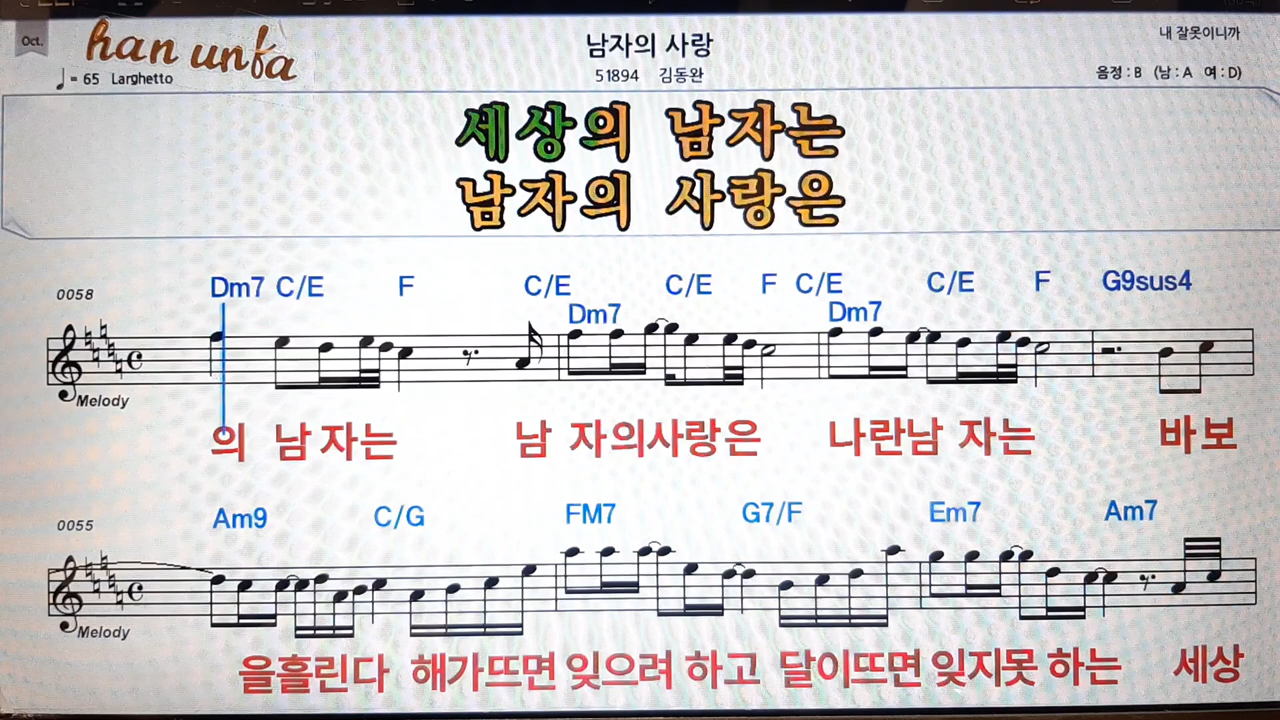 Oct.
han unfa
남자의 사랑
내 잘못이니까
= 65 Larghetto
51894 김동완
음정 : B (남 : A 여 : D)
세상의 남자는
남자의 사랑은
0058
Dm7 C/E F C/E Dm7 C/E F C/E Dm7 C/E F G9sus4
Melody
의 남 자는 남 자의사랑은 나란남 자는 바보
0055
Am9 C/G FM7 G7/F Em7 Am7
Melody
을흘린다 해가뜨면 잊으려 하고 달이뜨면 잊지못 하는 세상